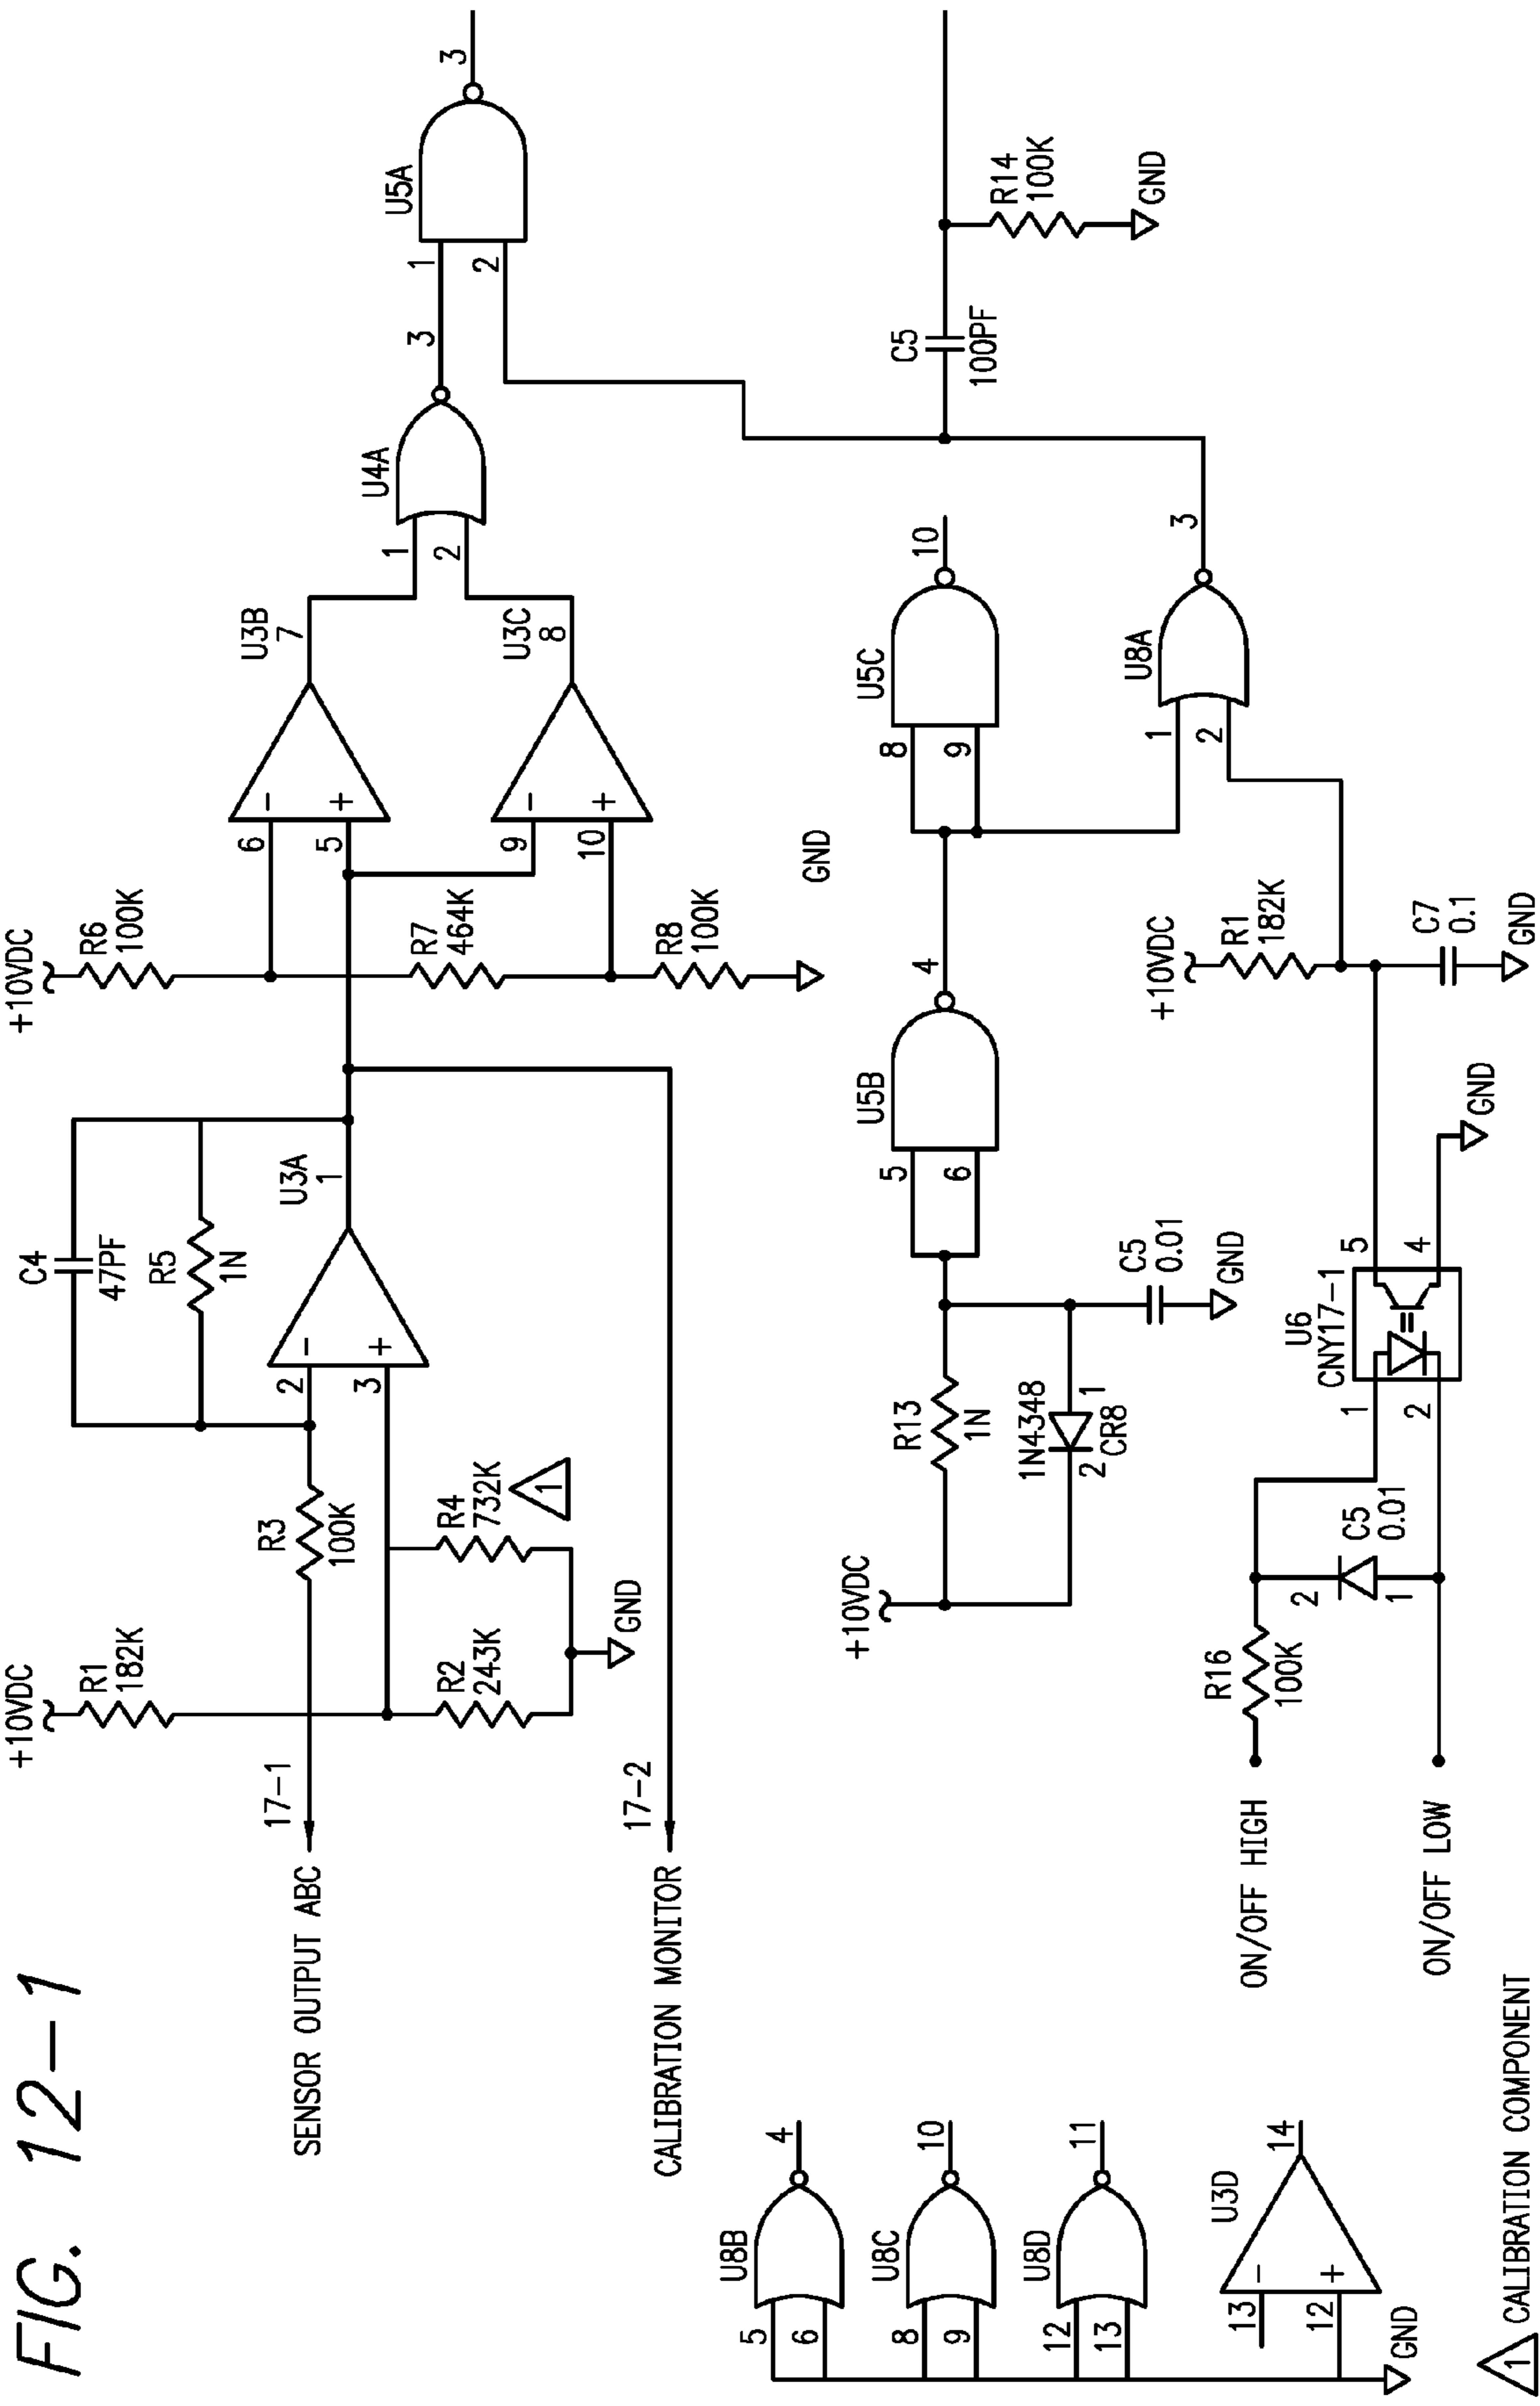 FIG. 12-1
+10VDC
R1
182K
SENSOR OUTPUT ABC
17-1
R3
100K
R2
243K
R4
732K
1
GND
C4
47PF
R5
1N
2
-
3
+
U3A
1
CALIBRATION MONITOR
17-2
+10VDC
R6
100K
R7
464K
R8
100K
GND
6
-
5
+
U3B
7
9
-
10
+
U3C
8
1
2
U4A
3
1
2
U5A
3
+10VDC
R13
1N
1N4348
2
1
CR8
C5
0.01
GND
5
6
U5B
4
8
9
U5C
10
1
2
U8A
3
C5
100PF
R14
100K
GND
ON/OFF HIGH
R16
100K
ON/OFF LOW
2
1
C5
0.01
1
2
U6
CNY17-1
5
4
GND
+10VDC
R1
182K
C7
0.1
GND
U8B
5
6
4
U8C
8
9
10
U8D
12
13
11
U3D
13
-
12
+
14
GND
1 CALIBRATION COMPONENT